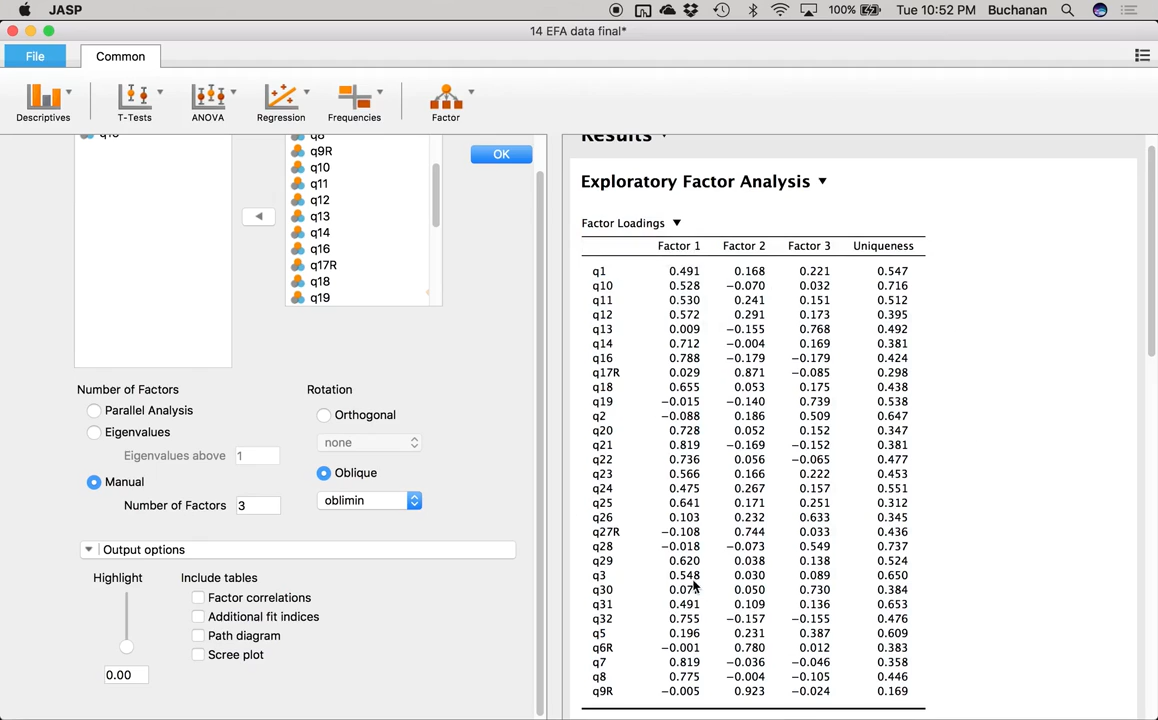 JASP 100% Tue 10:52 PM Buchanan
14 EFA data final*
File Common
Descriptives T-Tests ANOVA Regression Frequencies Factor
q8
q9R
q10
q11
q12
q13
q14
q16
q17R
q18
q19
OK
Number of Factors
Parallel Analysis
Eigenvalues
Eigenvalues above 1
Manual
Number of Factors 3
Rotation
Orthogonal
none
Oblique
oblimin
Output options
Highlight
0.00
Include tables
Factor correlations
Additional fit indices
Path diagram
Scree plot
Results
Exploratory Factor Analysis
Factor Loadings
Factor 1 Factor 2 Factor 3 Uniqueness
q1 0.491 0.168 0.221 0.547
q10 0.528 −0.070 0.032 0.716
q11 0.530 0.241 0.151 0.512
q12 0.572 0.291 0.173 0.395
q13 0.009 −0.155 0.768 0.492
q14 0.712 −0.004 0.169 0.381
q16 0.788 −0.179 −0.179 0.424
q17R 0.029 0.871 −0.085 0.298
q18 0.655 0.053 0.175 0.438
q19 −0.015 −0.140 0.739 0.538
q2 −0.088 0.186 0.509 0.647
q20 0.728 0.052 0.152 0.347
q21 0.819 −0.169 −0.152 0.381
q22 0.736 0.056 −0.065 0.477
q23 0.566 0.166 0.222 0.453
q24 0.475 0.267 0.157 0.551
q25 0.641 0.171 0.251 0.312
q26 0.103 0.232 0.633 0.345
q27R −0.108 0.744 0.033 0.436
q28 −0.018 −0.073 0.549 0.737
q29 0.620 0.038 0.138 0.524
q3 0.548 0.030 0.089 0.650
q30 0.050 0.730 0.384
q31 0.491 0.109 0.136 0.653
q32 0.755 −0.157 −0.155 0.476
q5 0.196 0.231 0.387 0.609
q6R −0.001 0.780 0.012 0.383
q7 0.819 −0.036 −0.046 0.358
q8 0.775 −0.004 −0.105 0.446
q9R −0.005 0.923 −0.024 0.169